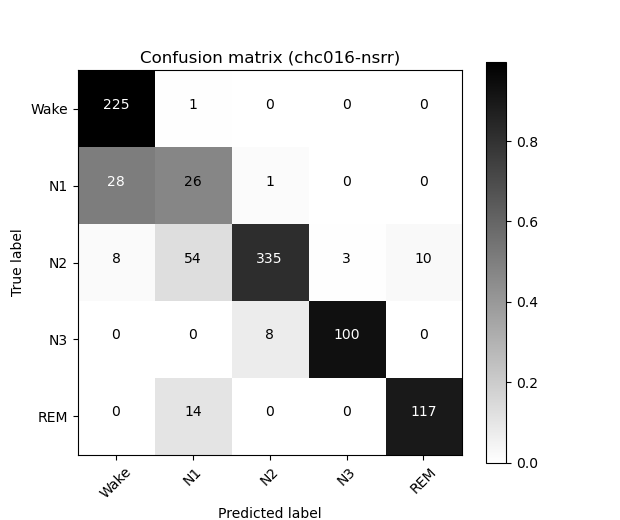 Confusion matrix (chc016-nsrr)
Wake 225 1 0 0 0
N1 28 26 1 0 0
N2 8 54 335 3 10
N3 0 0 8 100 0
REM 0 14 0 0 117
Wake N1 N2 N3 REM
True label
Predicted label
0.8
0.6
0.4
0.2
0.0